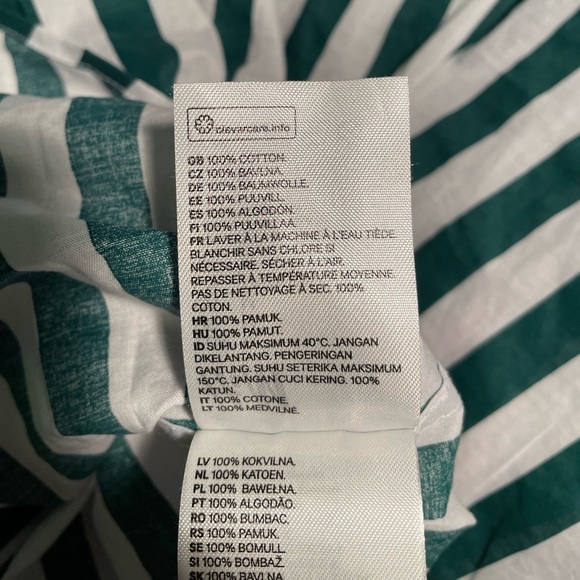 clevercare.info
GB 100% COTTON.
CZ 100% BAVLNA.
DE 100% BAUMWOLLE.
EE 100% PUUVILL.
ES 100% ALGODÓN.
FI 100% PUUVILLAA.
FR LAVER À LA MACHINE À L'EAU TIÈDE.
BLANCHIR SANS CHLORE SI
NÉCESSAIRE. SÉCHER À L'AIR.
REPASSER À TEMPÉRATURE MOYENNE.
PAS DE NETTOYAGE À SEC. 100%
COTON.
HR 100% PAMUK.
HU 100% PAMUT.
ID SUHU MAKSIMUM 40°C. JANGAN
DIKELANTANG. PENGERINGAN
GANTUNG. SUHU SETERIKA MAKSIMUM
150°C. JANGAN CUCI KERING. 100%
KATUN.
IT 100% COTONE.
LT 100% MEDVILNĖ.
LV 100% KOKVILNA.
NL 100% KATOEN.
PL 100% BAWEŁNA.
PT 100% ALGODÃO.
RO 100% BUMBAC.
RS 100% PAMUK.
SE 100% BOMULL.
SI 100% BOMBAŽ.
SK 100% BAVLNA.